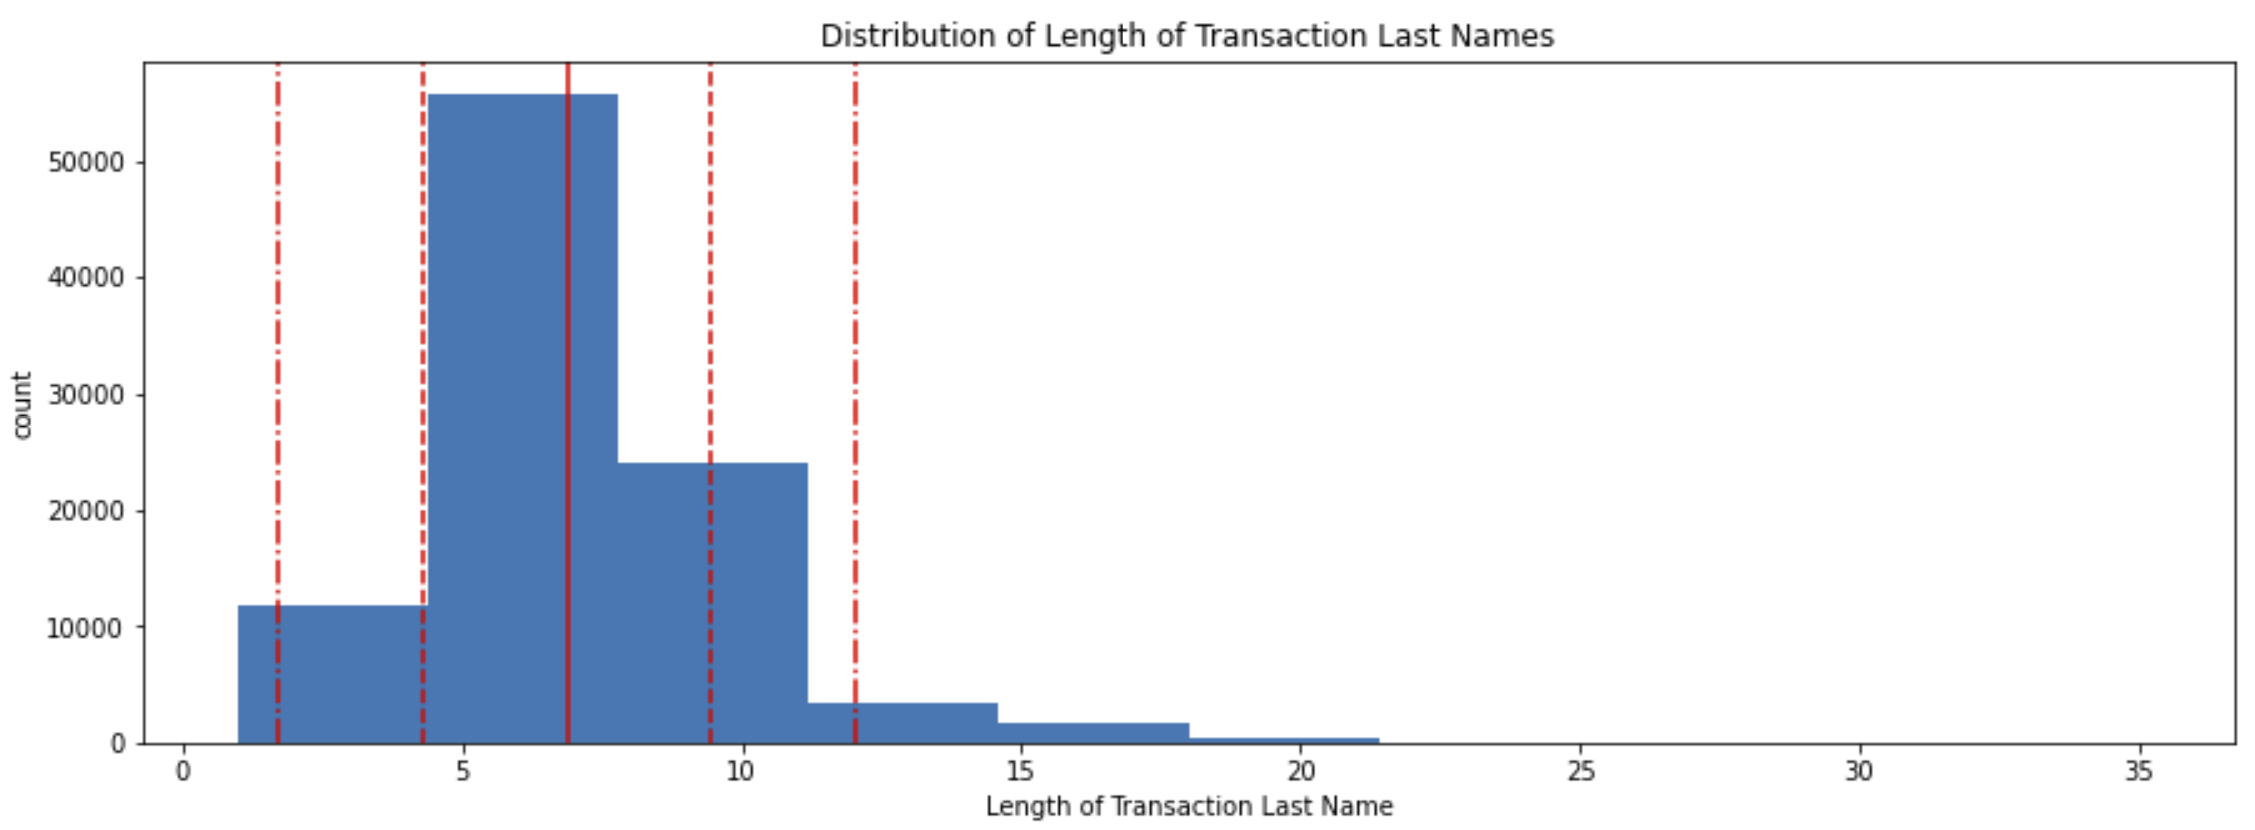 Distribution of Length of Transaction Last Names
count
50000
40000
30000
20000
10000
0
0 5 10 15 20 25 30 35
Length of Transaction Last Name